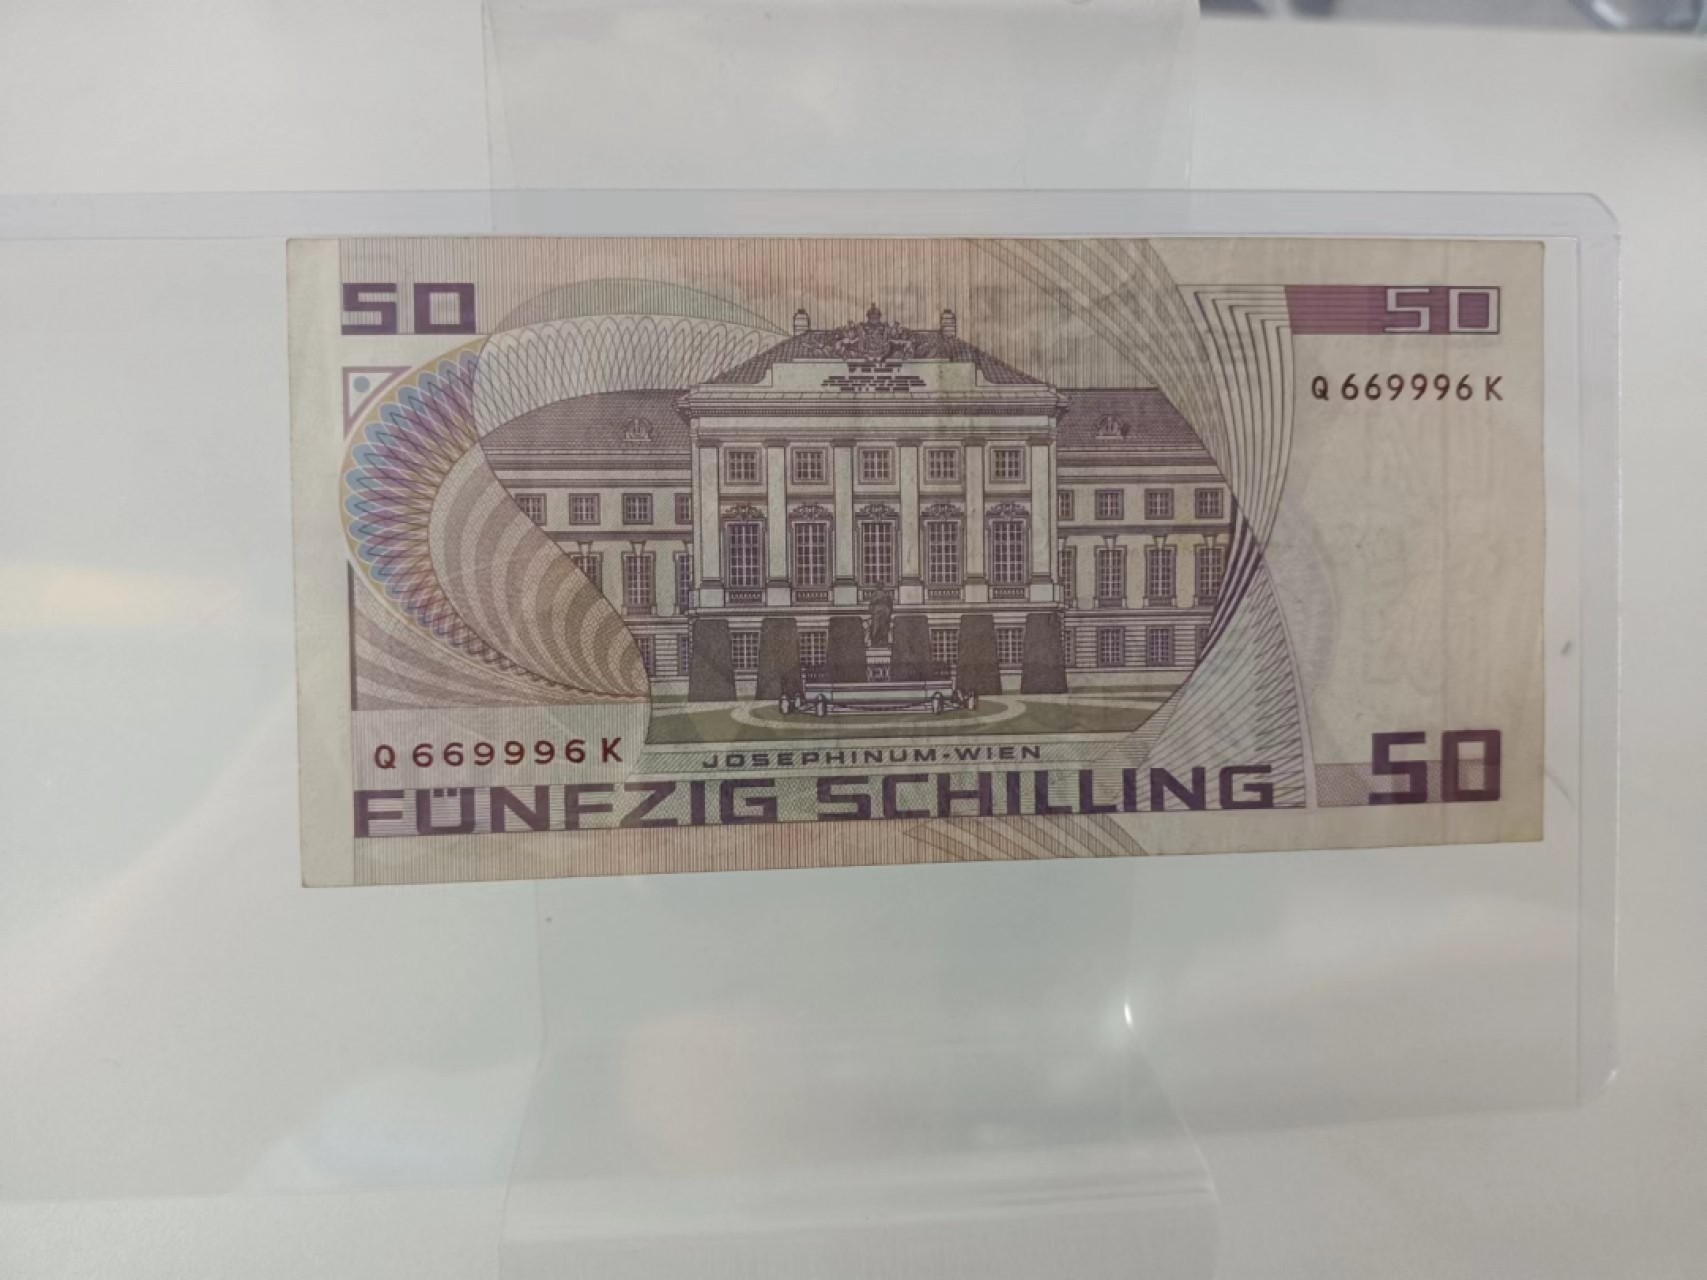 50
50
Q 669996 K
Q 669996 K
JOSEPHINUM-WIEN
FÜNFZIG SCHILLING
50